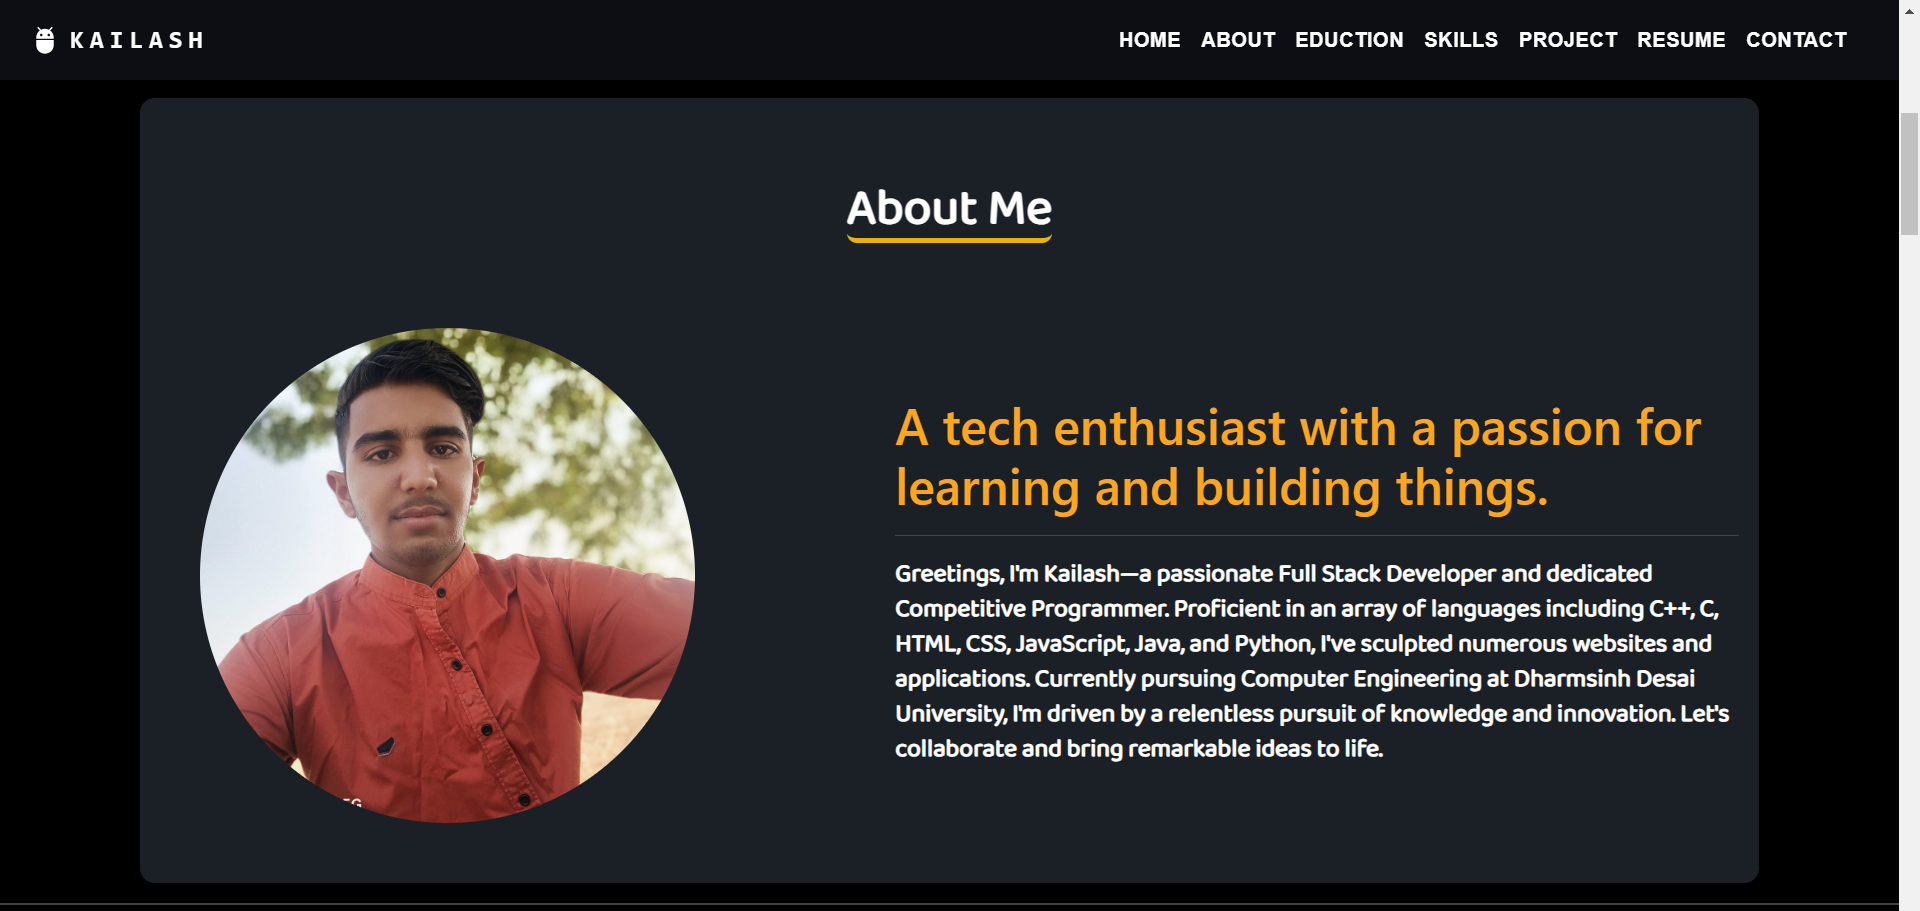 KAILASH
HOME ABOUT EDUCTION SKILLS PROJECT RESUME CONTACT
About Me
A tech enthusiast with a passion for
learning and building things.
Greetings, I'm Kailash—a passionate Full Stack Developer and dedicated
Competitive Programmer. Proficient in an array of languages including C++, C,
HTML, CSS, JavaScript, Java, and Python, I've sculpted numerous websites and
applications. Currently pursuing Computer Engineering at Dharmsinh Desai
University, I'm driven by a relentless pursuit of knowledge and innovation. Let's
collaborate and bring remarkable ideas to life.